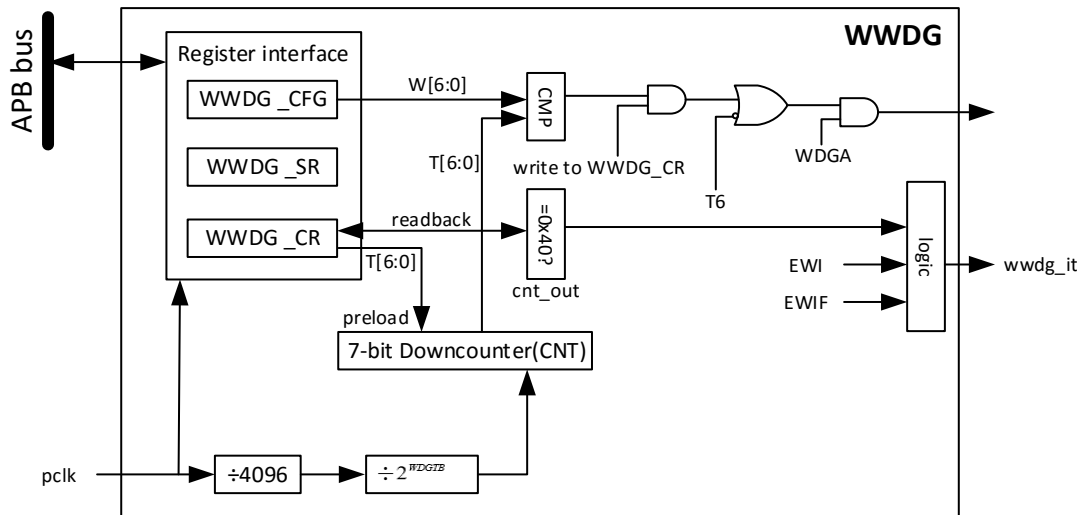 WWDG
APB bus
Register interface
WWDG _CFG
W[6:0]
CMP
WWDG _SR
T[6:0]
write to WWDG_CR
WDGA
T6
WWDG _CR
readback
=0x40?
T[6:0]
cnt_out
logic
EWI
wwdg_it
EWIF
preload
7-bit Downcounter(CNT)
pclk
÷4096
÷2^WDGTB